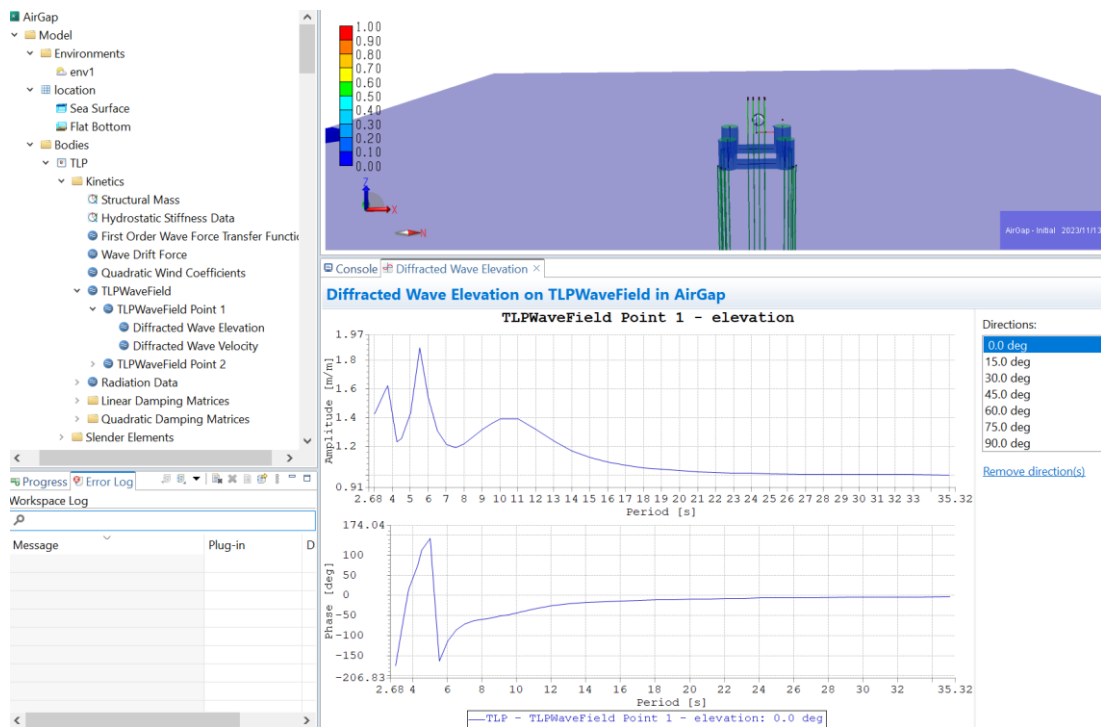 AirGap
Model
Environments
env1
location
Sea Surface
Flat Bottom
Bodies
TLP
Kinetics
Structural Mass
Hydrostatic Stiffness Data
First Order Wave Force Transfer Functio
Wave Drift Force
Quadratic Wind Coefficients
TLPWaveField
TLPWaveField Point 1
Diffracted Wave Elevation
Diffracted Wave Velocity
TLPWaveField Point 2
Radiation Data
Linear Damping Matrices
Quadratic Damping Matrices
Slender Elements
Progress Error Log
Workspace Log
Message Plug-in D
1.00
0.90
0.80
0.70
0.60
0.50
0.40
0.30
0.20
0.10
0.00
Z
X
N
AirGap - Initial 2023/11/13
Console Diffracted Wave Elevation
Diffracted Wave Elevation on TLPWaveField in AirGap
TLPWaveField Point 1 - elevation
Amplitude [m/m]
1.97
1.8
1.6
1.4
1.2
0.91
2.68 4 5 6 7 8 9 10 11 12 13 14 15 16 17 18 19 20 21 22 23 24 25 26 27 28 29 30 31 32 33 35.32
Period [s]
Phase [deg]
174.04
100
50
0
-50
-100
-150
-206.83
2.68 4 6 8 10 12 14 16 18 20 22 24 26 28 30 32 35.32
Period [s]
TLP - TLPWaveField Point 1 - elevation: 0.0 deg
Directions:
0.0 deg
15.0 deg
30.0 deg
45.0 deg
60.0 deg
75.0 deg
90.0 deg
Remove direction(s)